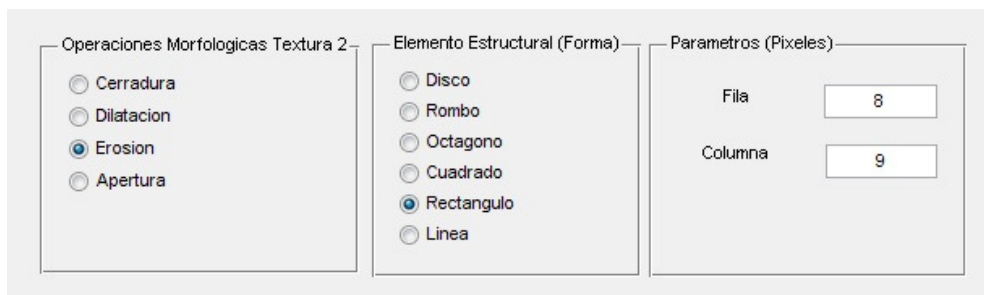 Operaciones Morfologicas Textura 2
Cerradura
Dilatacion
Erosion
Apertura
Elemento Estructural (Forma)
Disco
Rombo
Octagono
Cuadrado
Rectangulo
Linea
Parametros (Pixeles)
Fila 8
Columna 9